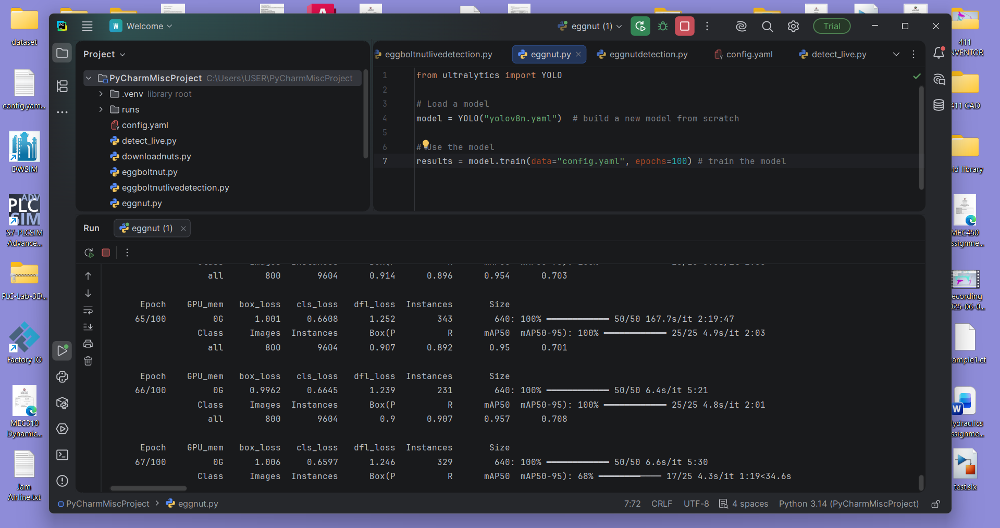 dataset
config.yam...
DWSIM
S7-PLCSIM
Advance...
PLC-Lab-3D...
Factory IO
MEC310
Dynamic...
Jam
Airline.txt
PC
W Welcome
eggnut (1)
Trial
Project
PyCharmMiscProject C:\Users\USER\PyCharmMiscProject
.venv library root
runs
config.yaml
detect_live.py
downloadnuts.py
eggboltnut.py
eggboltnutlivedetection.py
eggnut.py
eggboltnutlivedetection.py eggnut.py eggnutdetection.py config.yaml detect_live.py
1 from ultralytics import YOLO
2
3 # Load a model
4 model = YOLO("yolov8n.yaml")  # build a new model from scratch
5
6 # Use the model
7 results = model.train(data="config.yaml", epochs=100) # train the model
Run eggnut (1)
all 800 9604 0.914 0.896 0.954 0.703
Epoch GPU_mem box_loss cls_loss dfl_loss Instances Size
65/100 0G 1.001 0.6608 1.252 343 640: 100% 50/50 167.7s/it 2:19:47
Class Images Instances Box(P R mAP50 mAP50-95): 100% 25/25 4.9s/it 2:03
all 800 9604 0.907 0.892 0.95 0.701
Epoch GPU_mem box_loss cls_loss dfl_loss Instances Size
66/100 0G 0.9962 0.6645 1.239 231 640: 100% 50/50 6.4s/it 5:21
Class Images Instances Box(P R mAP50 mAP50-95): 100% 25/25 4.8s/it 2:01
all 800 9604 0.9 0.907 0.957 0.708
Epoch GPU_mem box_loss cls_loss dfl_loss Instances Size
67/100 0G 1.006 0.6597 1.246 329 640: 100% 50/50 6.6s/it 5:30
Class Images Instances Box(P R mAP50 mAP50-95): 68% 17/25 4.3s/it 1:19<34.6s
PyCharmMiscProject > eggnut.py
7:72 CRLF UTF-8 4 spaces Python 3.14 (PyCharmMiscProject)
411
NVENTOR
411 CAD
id library
MEC450
ssignme...
ecording
025-06-0...
ample1.ct
ydraulics
ssignme...
test.slx